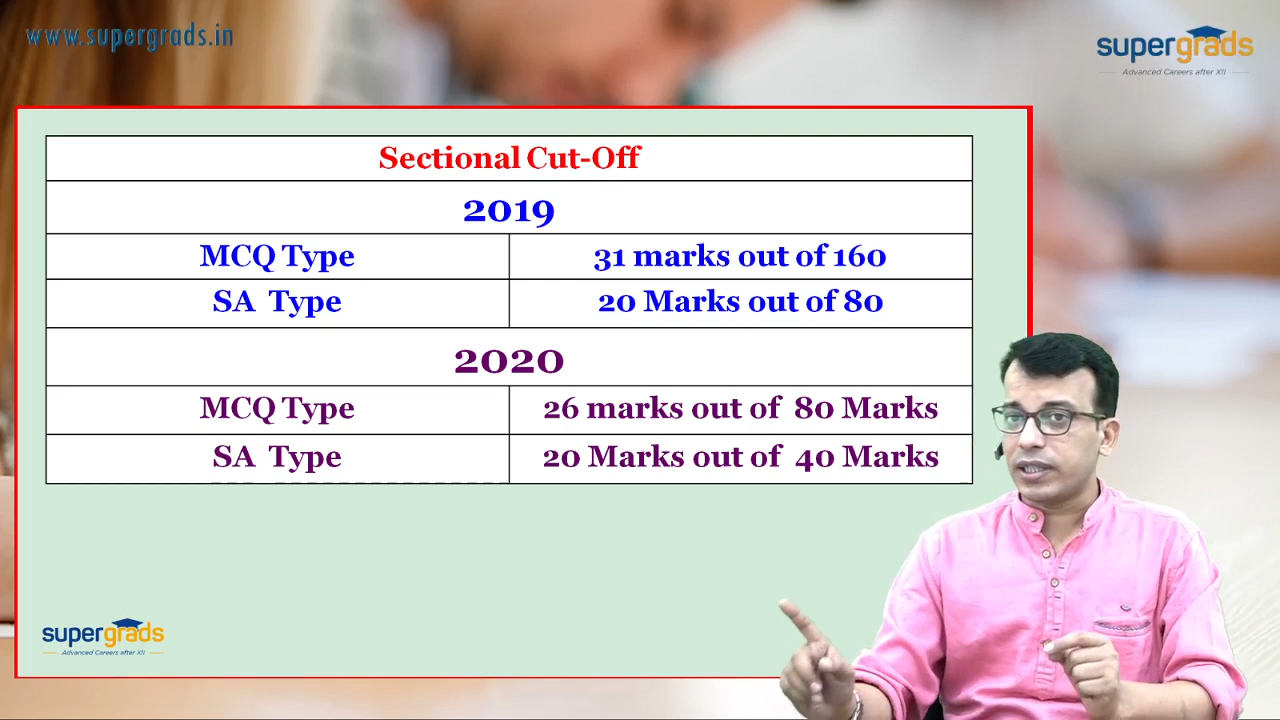 www.supergrads.in
supergrads
Advanced Careers after XII
Sectional Cut-Off
2019
MCQ Type 31 marks out of 160
SA Type 20 Marks out of 80
2020
MCQ Type 26 marks out of 80 Marks
SA Type 20 Marks out of 40 Marks
supergrads
Advanced Careers after XII